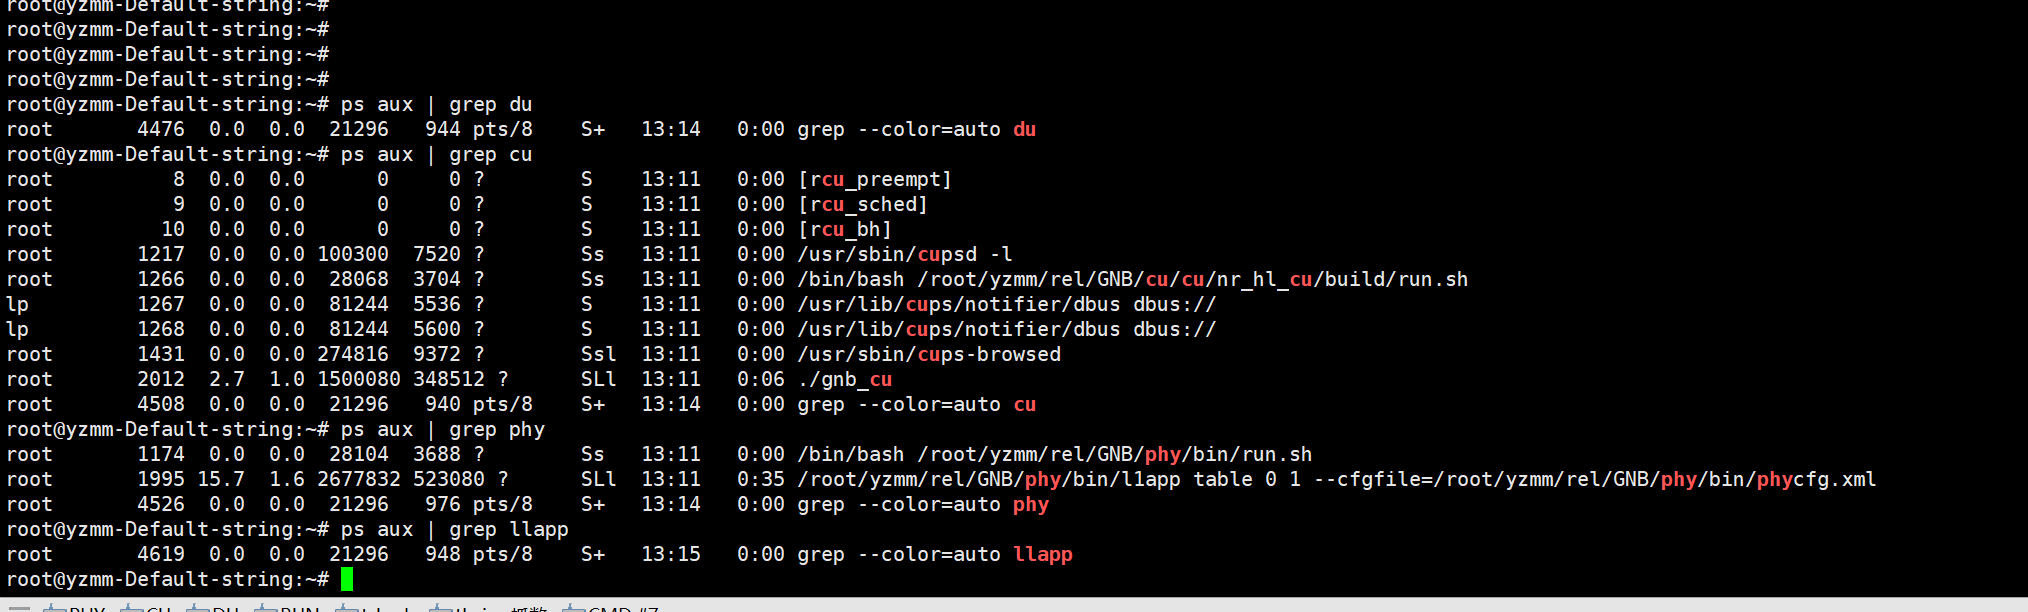 root@yzmm-Default-string:~#
root@yzmm-Default-string:~#
root@yzmm-Default-string:~#
root@yzmm-Default-string:~#
root@yzmm-Default-string:~# ps aux | grep du
root       4476  0.0  0.0  21296   944 pts/8    S+   13:14   0:00 grep --color=auto du
root@yzmm-Default-string:~# ps aux | grep cu
root          8  0.0  0.0      0     0 ?        S    13:11   0:00 [rcu_preempt]
root          9  0.0  0.0      0     0 ?        S    13:11   0:00 [rcu_sched]
root         10  0.0  0.0      0     0 ?        S    13:11   0:00 [rcu_bh]
root       1217  0.0  0.0 100300  7520 ?        Ss   13:11   0:00 /usr/sbin/cupsd -l
root       1266  0.0  0.0  28068  3704 ?        Ss   13:11   0:00 /bin/bash /root/yzmm/rel/GNB/cu/cu/nr_hl_cu/build/run.sh
lp         1267  0.0  0.0  81244  5536 ?        S    13:11   0:00 /usr/lib/cups/notifier/dbus dbus://
lp         1268  0.0  0.0  81244  5600 ?        S    13:11   0:00 /usr/lib/cups/notifier/dbus dbus://
root       1431  0.0  0.0 274816  9372 ?        Ssl  13:11   0:00 /usr/sbin/cups-browsed
root       2012  2.7  1.0 1500080 348512 ?      SLl  13:11   0:06 ./gnb_cu
root       4508  0.0  0.0  21296   940 pts/8    S+   13:14   0:00 grep --color=auto cu
root@yzmm-Default-string:~# ps aux | grep phy
root       1174  0.0  0.0  28104  3688 ?        Ss   13:11   0:00 /bin/bash /root/yzmm/rel/GNB/phy/bin/run.sh
root       1995 15.7  1.6 2677832 523080 ?      SLl  13:11   0:35 /root/yzmm/rel/GNB/phy/bin/l1app table 0 1 --cfgfile=/root/yzmm/rel/GNB/phy/bin/phycfg.xml
root       4526  0.0  0.0  21296   976 pts/8    S+   13:14   0:00 grep --color=auto phy
root@yzmm-Default-string:~# ps aux | grep llapp
root       4619  0.0  0.0  21296   948 pts/8    S+   13:15   0:00 grep --color=auto llapp
root@yzmm-Default-string:~#
PHY CU DU RUN